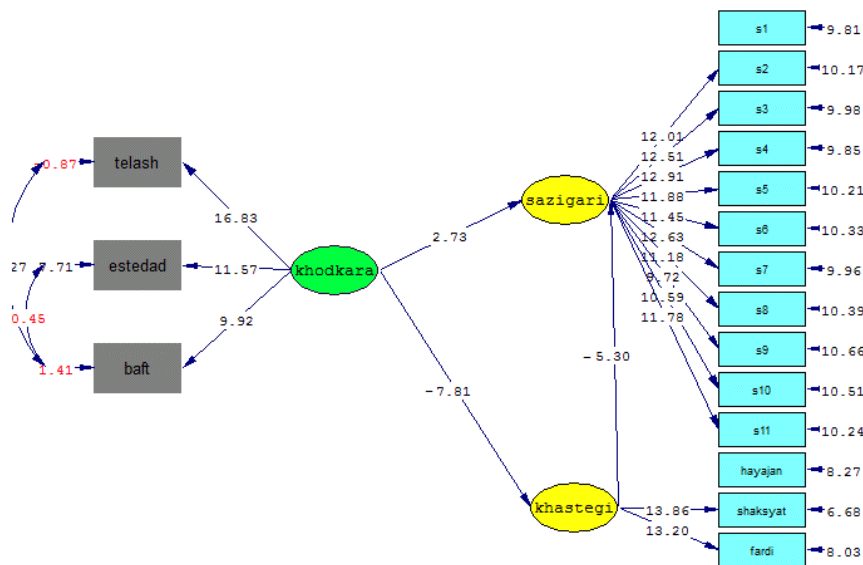 s1
9.81
s2
10.17
s3
9.98
12.01
12.51
s4
9.85
12.91
-0.87
telash
11.88
s5
10.21
sazigari
11.45
s6
10.33
16.83
12.63
2.73
11.18
s7
9.96
27
7.71
estedad
11.57
khodkara
9.72
10.59
s8
10.39
0.45
9.92
11.78
s9
10.66
-5.30
1.41
baft
s10
10.51
-7.81
s11
10.24
hayajan
8.27
khastegi
13.86
shaksyat
6.68
13.20
fardi
8.03